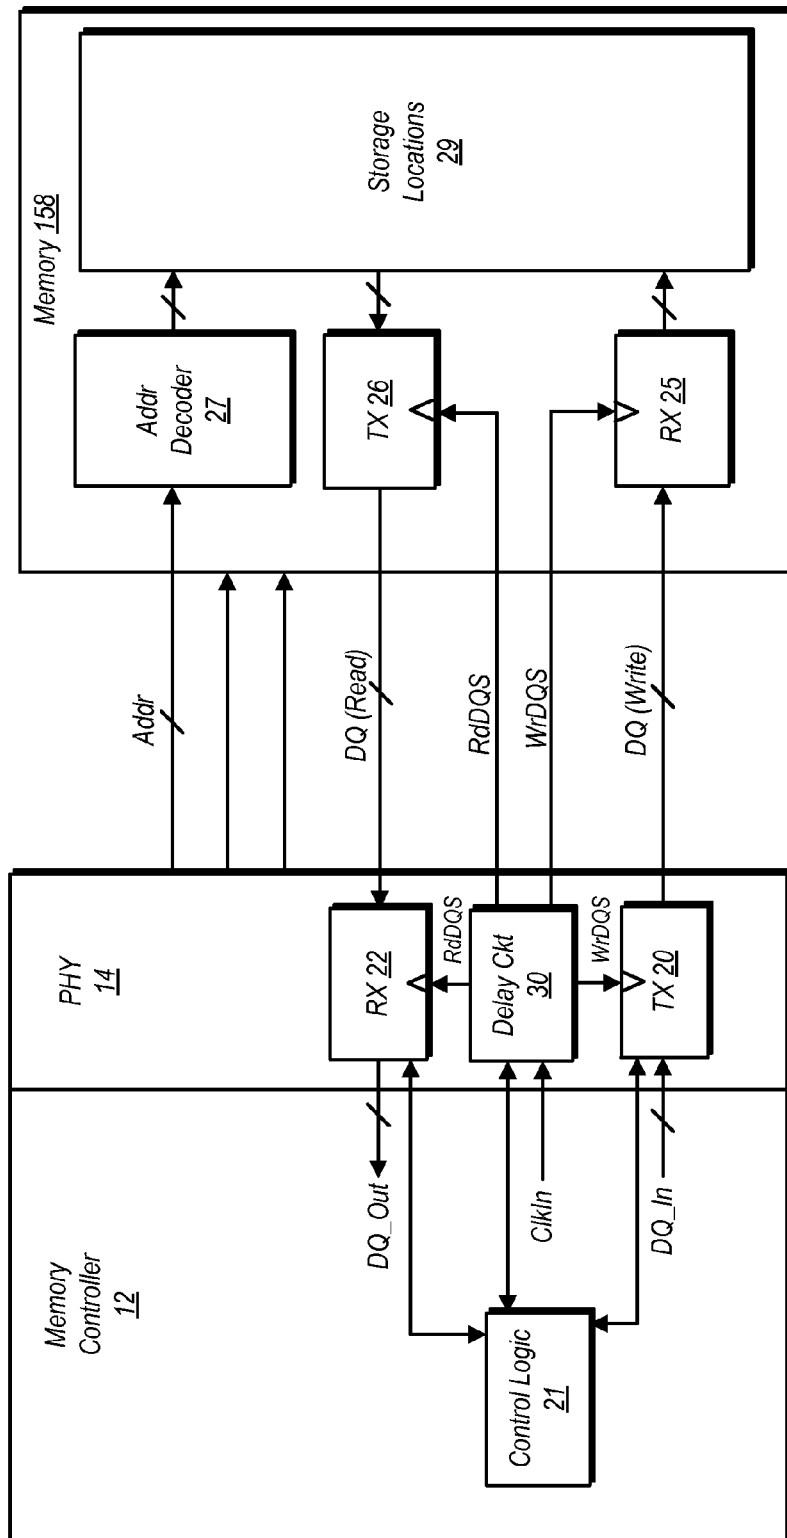 Memory
Controller
12
PHY
14
Memory 158
Addr
Addr
Decoder
27
Storage
Locations
29
DQ_Out
RX 22
DQ (Read)
TX 26
RdDQS
RdDQS
Control Logic
21
ClkIn
Delay Ckt
30
WrDQS
WrDQS
DQ_In
TX 20
DQ (Write)
RX 25